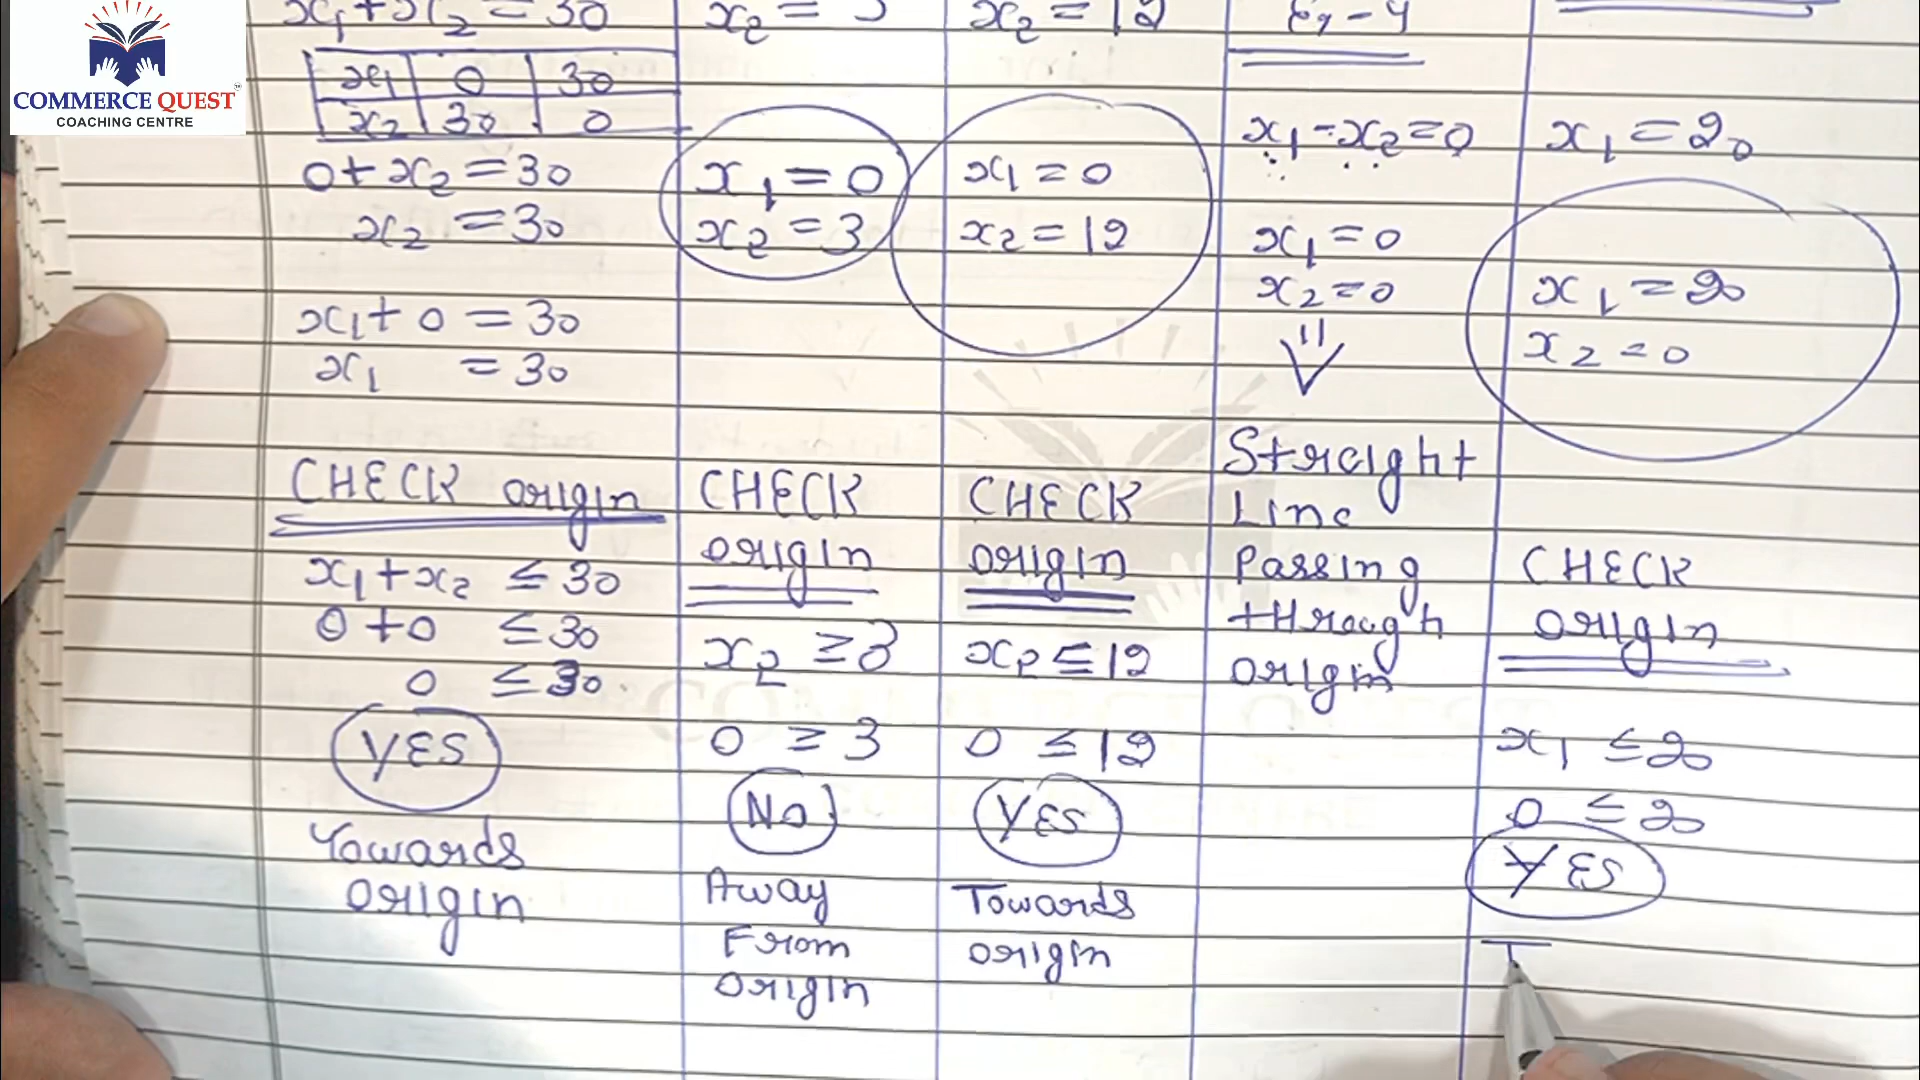 COMMERCE QUEST
COACHING CENTRE
x₁+x₂ = 30
x₁ 0 30
x₂ 30 0
0+x₂ = 30
x₂ = 30
x₁+ 0 = 30
x₁ = 30
CHECK origin
x₁+x₂ ≤ 30
0+0 ≤ 30
0 ≤ 30
YES
Towards
origin
x₂ = 3
x₁ = 0
x₂ = 3
CHECK
origin
x₂ ≥ 3
0 ≥ 3
No
Away
From
origin
x₂ = 12
x₁ = 0
x₂ = 12
CHECK
origin
x₂ ≤ 12
0 ≤ 12
YES
Towards
origin
Eq - 4
x₁-x₂=0
x₁=0
x₂=0
Straight
Line
Passing
through
origin
x₁ = 20
x₁ = 20
x₂ = 0
CHECK
origin
x₁ ≤ 20
0 ≤ 20
YES
T